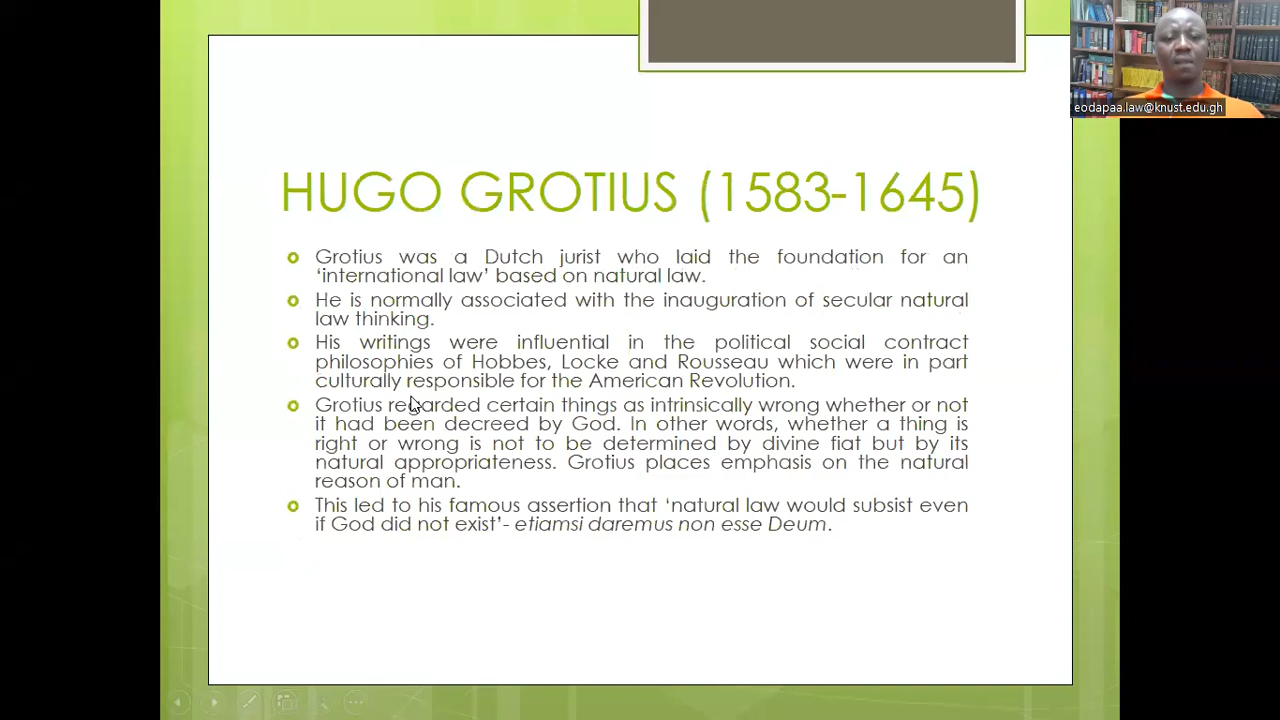 eodapaa.law@knust.edu.gh
HUGO GROTIUS (1583-1645)
Grotius was a Dutch jurist who laid the foundation for an
‘international law’ based on natural law.
He is normally associated with the inauguration of secular natural
law thinking.
His writings were influential in the political social contract
philosophies of Hobbes, Locke and Rousseau which were in part
culturally responsible for the American Revolution.
Grotius regarded certain things as intrinsically wrong whether or not
it had been decreed by God. In other words, whether a thing is
right or wrong is not to be determined by divine fiat but by its
natural appropriateness. Grotius places emphasis on the natural
reason of man.
This led to his famous assertion that ‘natural law would subsist even
if God did not exist’- etiamsi daremus non esse Deum.